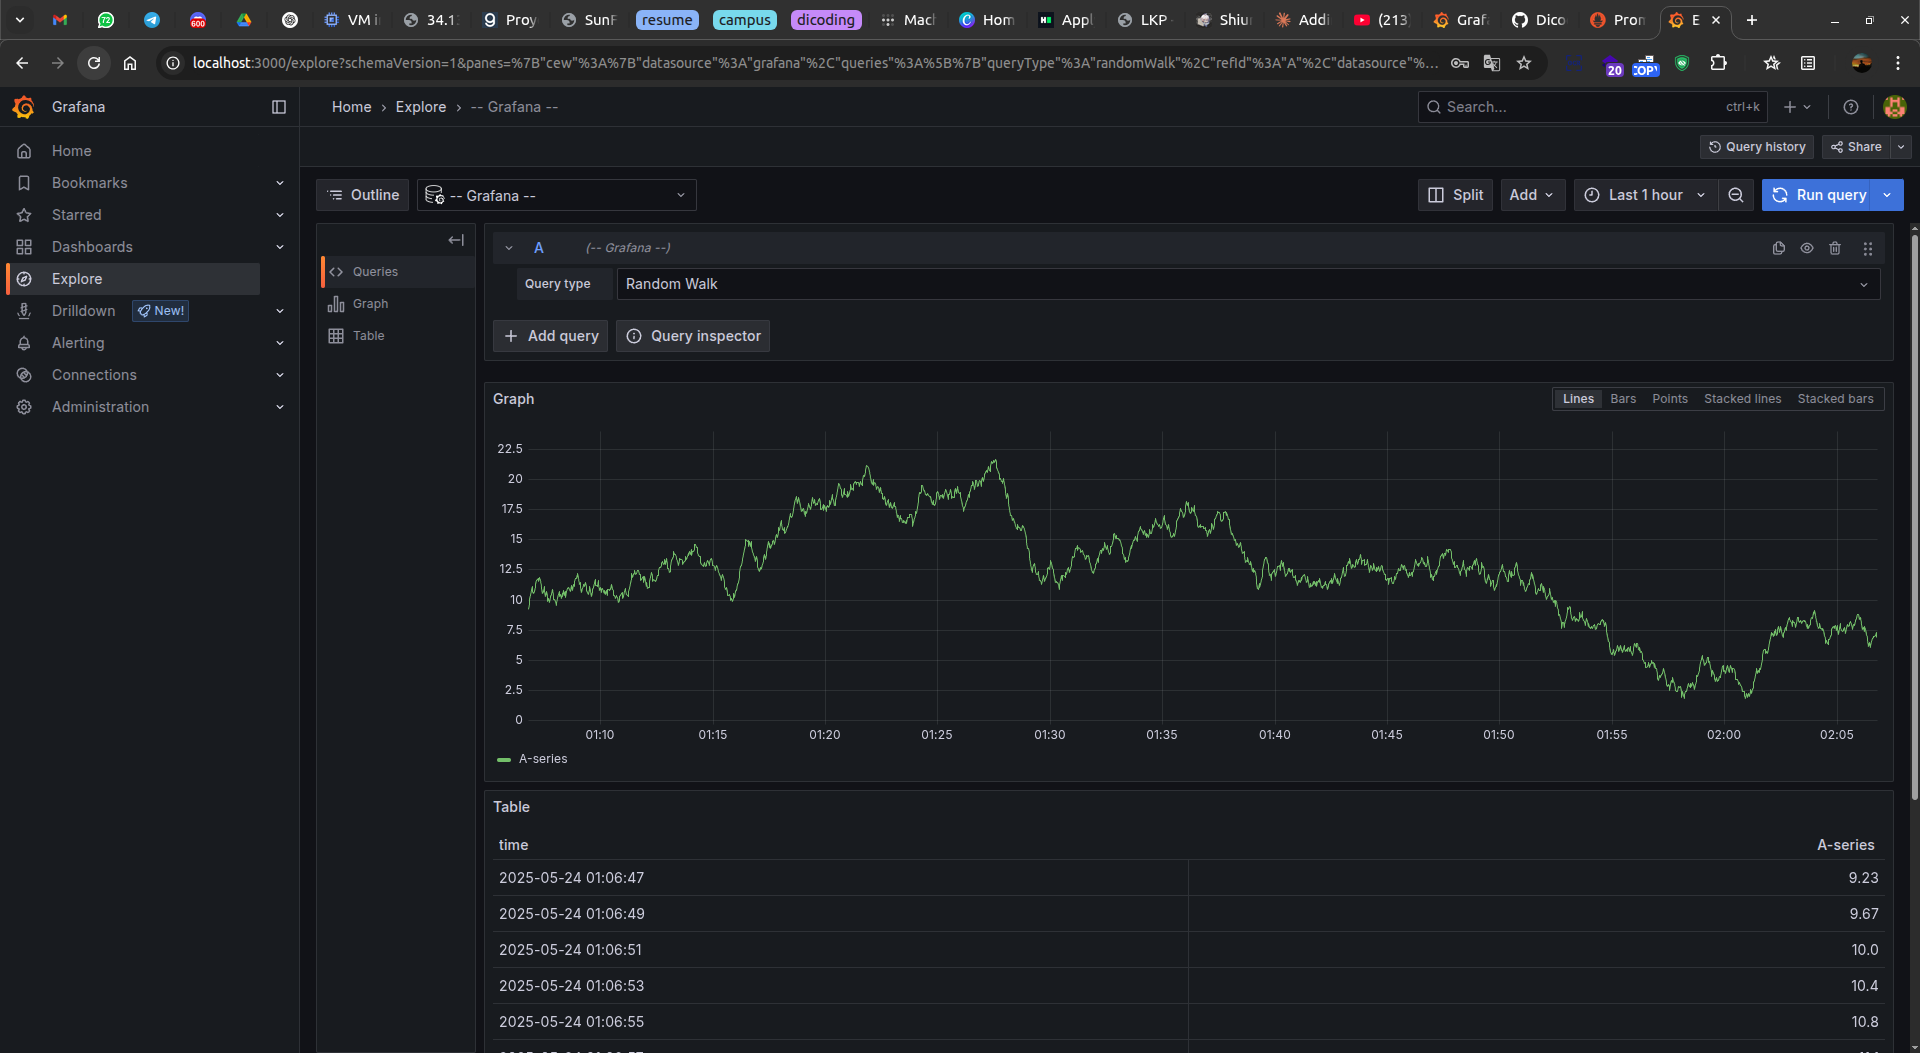 72
600
VM i
34.1
Proy
SunF
resume
campus
dicoding
Mach
Hom
Appl
LKP
Shiu
Addi
(213)
Graf
Dico
Pron
E
localhost:3000/explore?schemaVersion=1&panes=%7B"cew"%3A%7B"datasource"%3A"grafana"%2C"queries"%3A%5B%7B"queryType"%3A"randomWalk"%2C"refId"%3A"A"%2C"datasource"%...
20
COPY
Grafana
Home › Explore › -- Grafana --
Search...
ctrl+k
Query history
Share
Home
Bookmarks
Starred
Dashboards
Explore
Drilldown
New!
Alerting
Connections
Administration
Outline
-- Grafana --
Split
Add
Last 1 hour
Run query
Queries
Graph
Table
A
(-- Grafana --)
Query type
Random Walk
+ Add query
Query inspector
Graph
Lines
Bars
Points
Stacked lines
Stacked bars
22.5
20
17.5
15
12.5
10
7.5
5
2.5
0
01:10
01:15
01:20
01:25
01:30
01:35
01:40
01:45
01:50
01:55
02:00
02:05
A-series
Table
time
A-series
2025-05-24 01:06:47
9.23
2025-05-24 01:06:49
9.67
2025-05-24 01:06:51
10.0
2025-05-24 01:06:53
10.4
2025-05-24 01:06:55
10.8